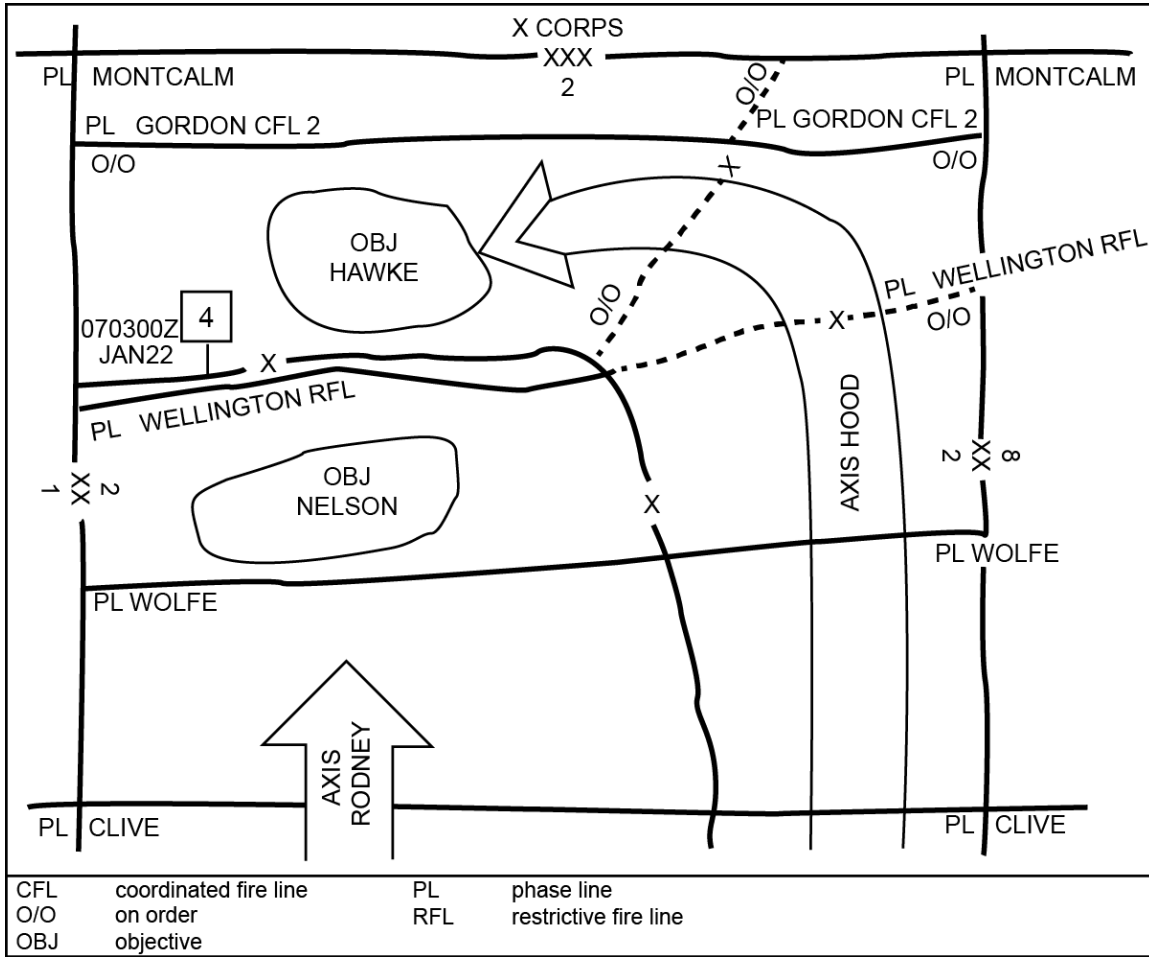 X CORPS
XXX
2
PL MONTCALM
PL MONTCALM
O/O
PL GORDON CFL 2
PL GORDON CFL 2
O/O
O/O
X
OBJ
HAWKE
PL WELLINGTON RFL
O/O
O/O
X
070300Z
JAN22
4
X
PL WELLINGTON RFL
OBJ
NELSON
1 XX 2
X
AXIS HOOD
2 XX 8
PL WOLFE
PL WOLFE
AXIS
RODNEY
PL CLIVE
PL CLIVE
CFL coordinated fire line
O/O on order
OBJ objective
PL phase line
RFL restrictive fire line